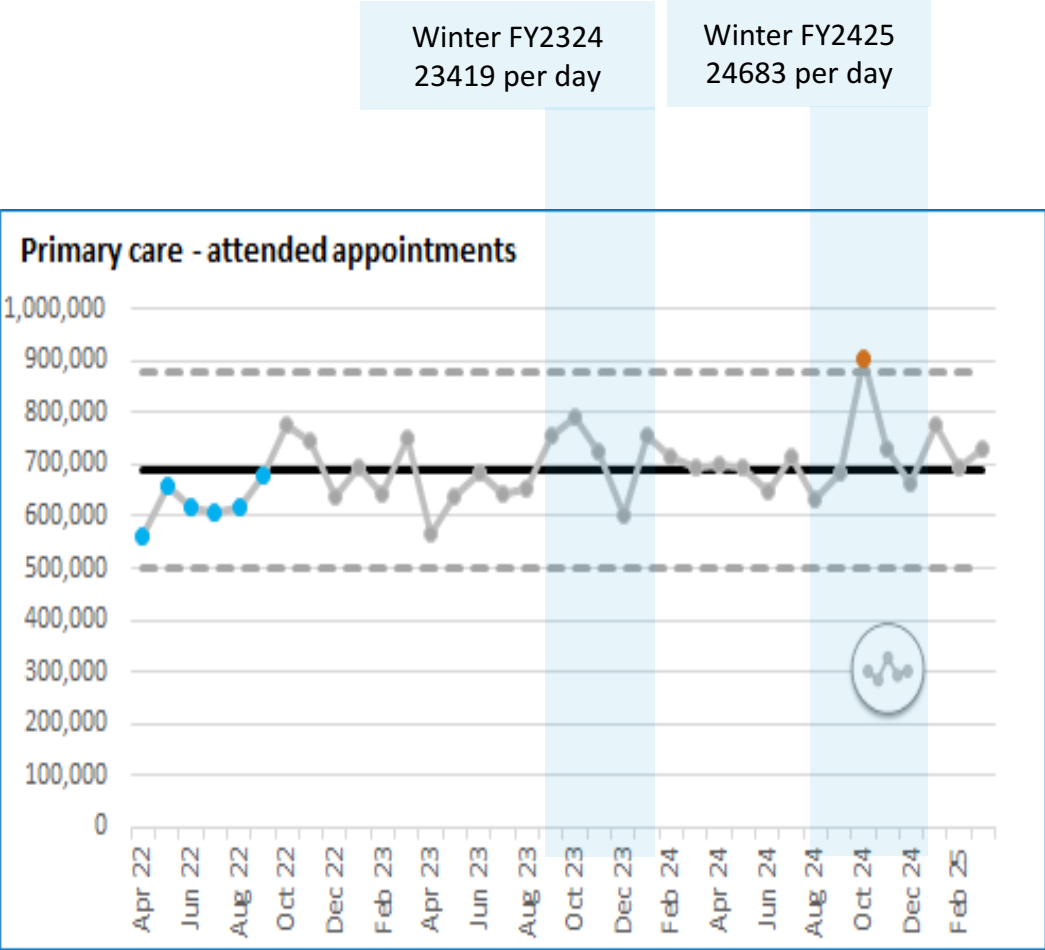 Winter FY2324
23419 per day
Winter FY2425
24683 per day
Primary care - attended appointments
1,000,000
900,000
800,000
700,000
600,000
500,000
400,000
300,000
200,000
100,000
0
Apr 22
Jun 22
Aug 22
Oct 22
Dec 22
Feb 23
Apr 23
Jun 23
Aug 23
Oct 23
Dec 23
Feb 24
Apr 24
Jun 24
Aug 24
Oct 24
Dec 24
Feb 25